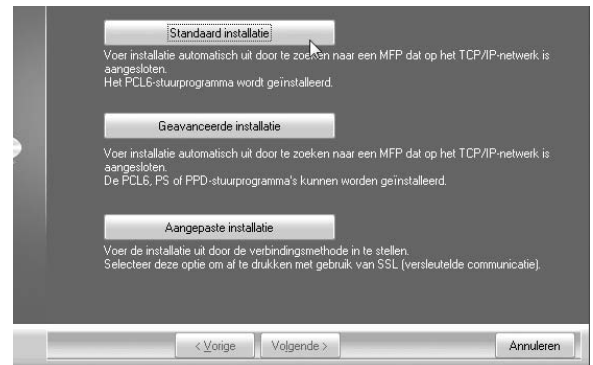 Standaard installatie
Voer installatie automatisch uit door te zoeken naar een MFP dat op het TCP/IP-netwerk is
aangesloten.
Het PCL6-stuurprogramma wordt geïnstalleerd.
Geavanceerde installatie
Voer installatie automatisch uit door te zoeken naar een MFP dat op het TCP/IP-netwerk is
aangesloten.
De PCL6, PS of PPD-stuurprogramma's kunnen worden geïnstalleerd.
Aangepaste installatie
Voer de installatie uit door de verbindingsmethode in te stellen.
Selecteer deze optie om af te drukken met gebruik van SSL (versleutelde communicatie).
< Vorige Volgende > Annuleren